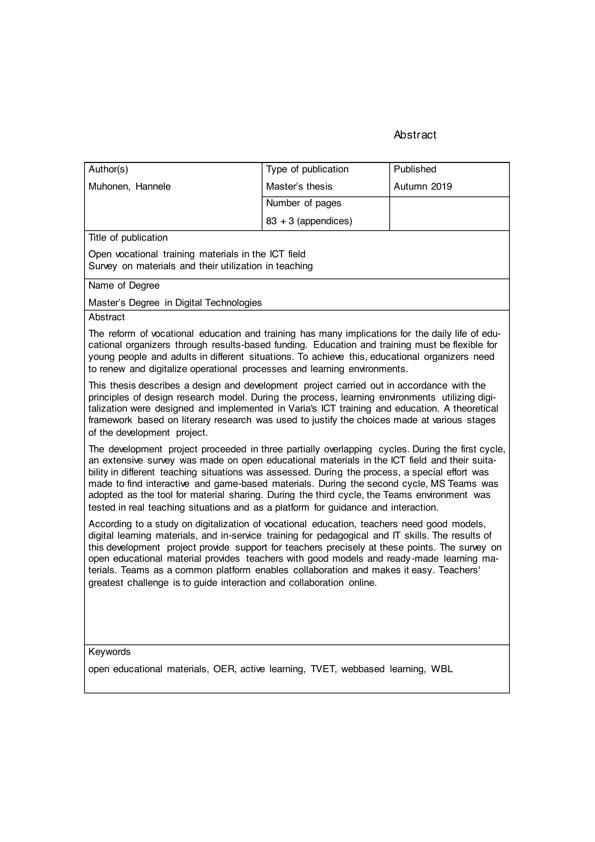 Abstract
Author(s)
Muhonen, Hannele
Type of publication
Master's thesis
Published
Autumn 2019
Number of pages
83 + 3 (appendices)
Title of publication
Open vocational training materials in the ICT field
Survey on materials and their utilization in teaching
Name of Degree
Master's Degree in Digital Technologies
Abstract
The reform of vocational education and training has many implications for the daily life of edu-
cational organizers through results-based funding. Education and training must be flexible for
young people and adults in different situations. To achieve this, educational organizers need
to renew and digitalize operational processes and learning environments.
This thesis describes a design and development project carried out in accordance with the
principles of design research model. During the process, learning environments utilizing digi-
talization were designed and implemented in Varia's ICT training and education. A theoretical
framework based on literary research was used to justify the choices made at various stages
of the development project.
The development project proceeded in three partially overlapping cycles. During the first cycle,
an extensive survey was made on open educational materials in the ICT field and their suita-
bility in different teaching situations was assessed. During the process, a special effort was
made to find interactive and game-based materials. During the second cycle, MS Teams was
adopted as the tool for material sharing. During the third cycle, the Teams environment was
tested in real teaching situations and as a platform for guidance and interaction.
According to a study on digitalization of vocational education, teachers need good models,
digital learning materials, and in-service training for pedagogical and IT skills. The results of
this development project provide support for teachers precisely at these points. The survey on
open educational material provides teachers with good models and ready-made learning ma-
terials. Teams as a common platform enables collaboration and makes it easy. Teachers'
greatest challenge is to guide interaction and collaboration online.
Keywords
open educational materials, OER, active learning, TVET, webbased learning, WBL